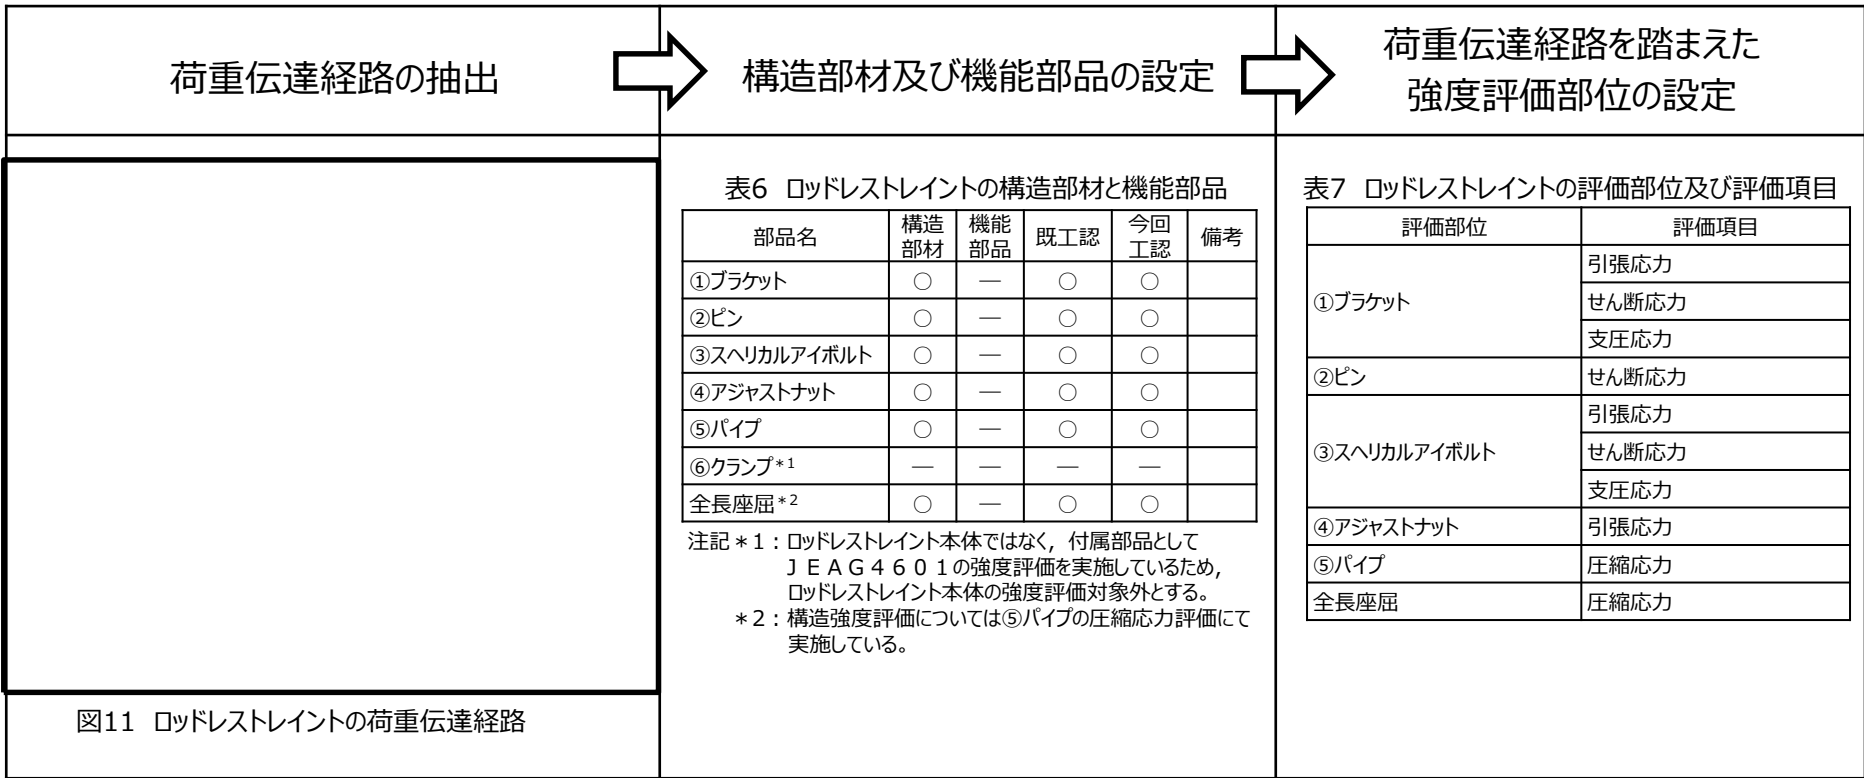 荷重伝達経路の抽出
構造部材及び機能部品の設定
荷重伝達経路を踏まえた
強度評価部位の設定
図11 ロッドレストレイントの荷重伝達経路
表6 ロッドレストレイントの構造部材と機能部品
部品名 構造部材 機能部品 既工認 今回工認 備考
①ブラケット ○ ― ○ ○
②ピン ○ ― ○ ○
③スヘリカルアイボルト ○ ― ○ ○
④アジャストナット ○ ― ○ ○
⑤パイプ ○ ― ○ ○
⑥クランプ*1 ― ― ― ―
全長座屈*2 ○ ― ○ ○
注記*1:ロッドレストレイント本体ではなく,付属部品として
JEAG4601の強度評価を実施しているため,
ロッドレストレイント本体の強度評価対象外とする。
*2:構造強度評価については⑤パイプの圧縮応力評価にて
実施している。
表7 ロッドレストレイントの評価部位及び評価項目
評価部位 評価項目
①ブラケット 引張応力
せん断応力
支圧応力
②ピン せん断応力
③スヘリカルアイボルト 引張応力
せん断応力
支圧応力
④アジャストナット 引張応力
⑤パイプ 圧縮応力
全長座屈 圧縮応力